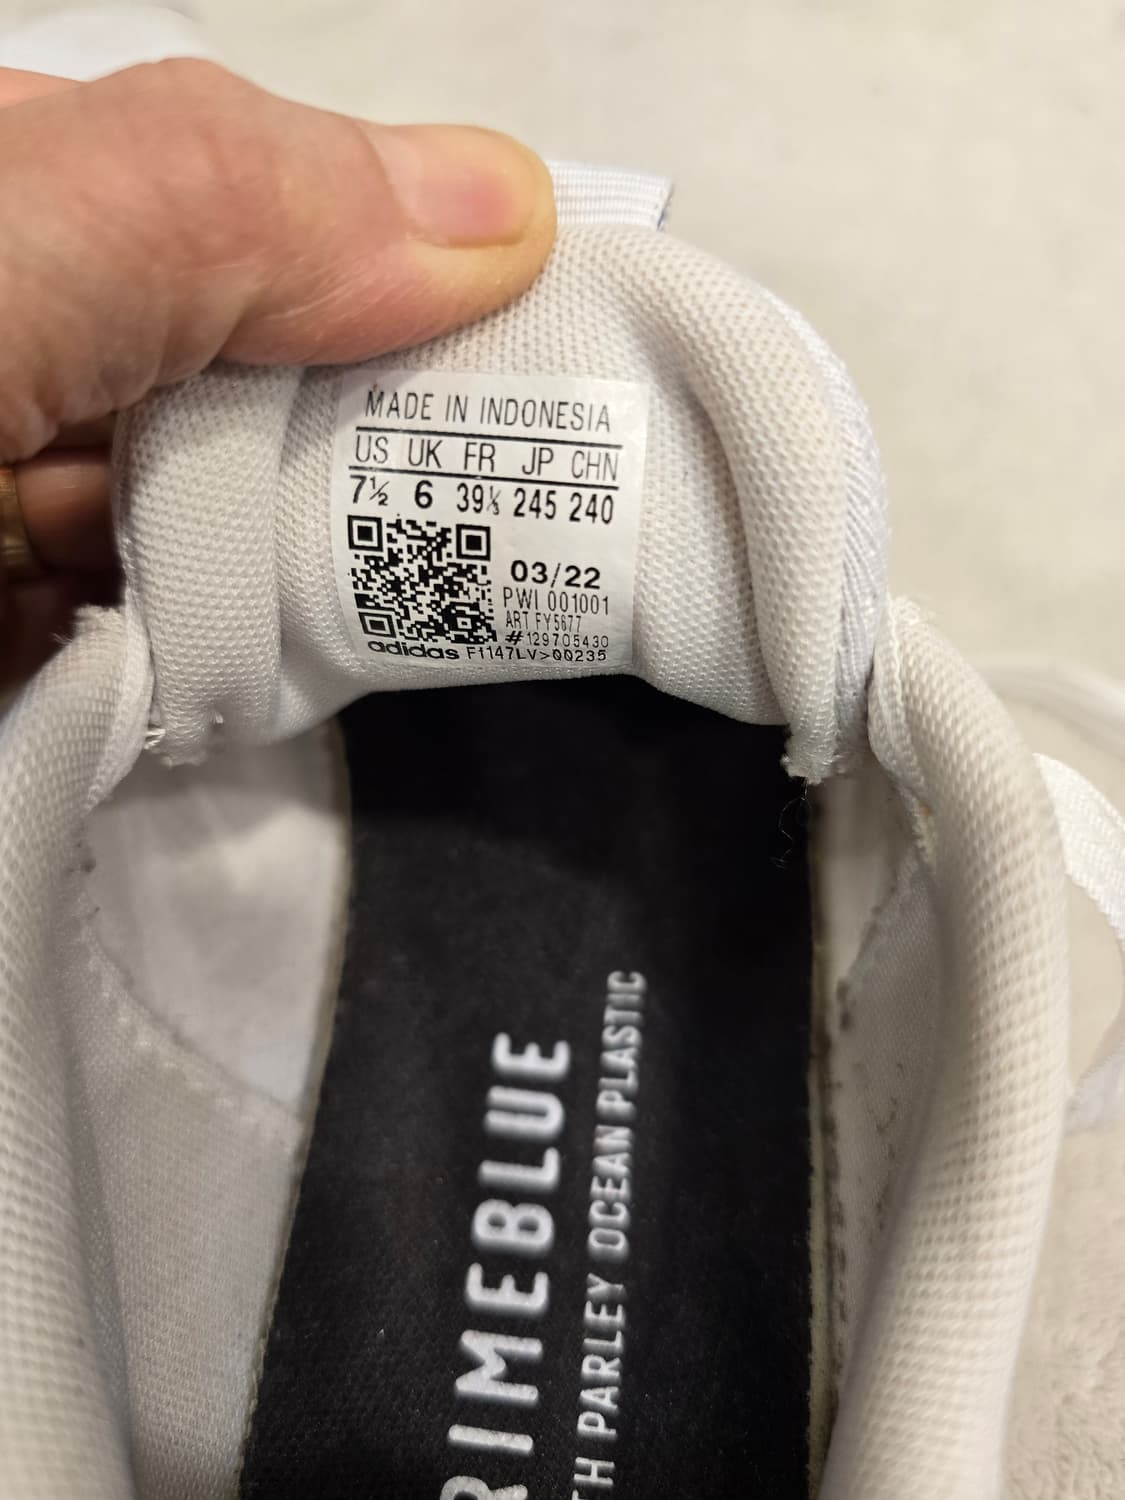 MADE IN INDONESIA
US UK FR JP CHN
7½ 6 39⅓ 245 240
03/22
PWI 001001
ART FY5677
#129705430
adidas F1147LV>00235
RIMEBLUE
TH PARLEY OCEAN PLASTIC